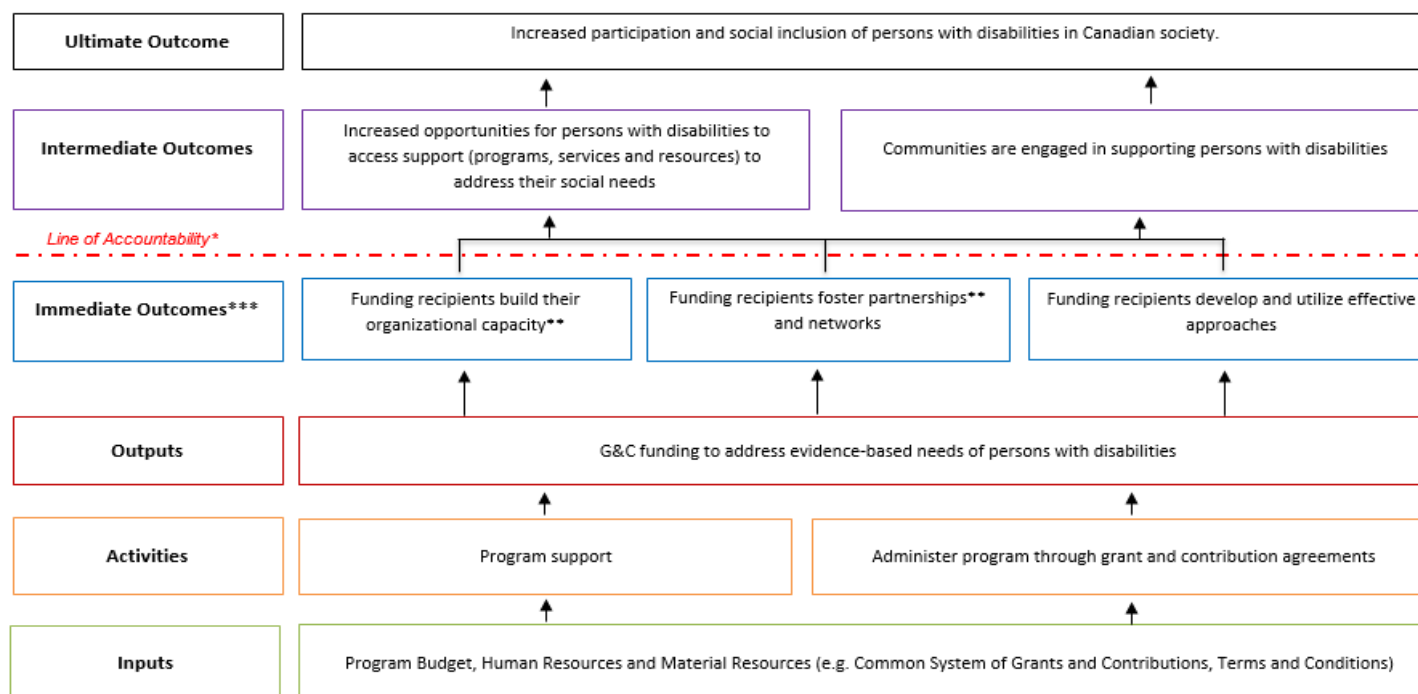 Ultimate Outcome
Increased participation and social inclusion of persons with disabilities in Canadian society.
Intermediate Outcomes
Increased opportunities for persons with disabilities to
access support (programs, services and resources) to
address their social needs
Communities are engaged in supporting persons with disabilities
Line of Accountability*
Immediate Outcomes***
Funding recipients build their
organizational capacity**
Funding recipients foster partnerships**
and networks
Funding recipients develop and utilize effective
approaches
Outputs
G&C funding to address evidence-based needs of persons with disabilities
Activities
Program support
Administer program through grant and contribution agreements
Inputs
Program Budget, Human Resources and Material Resources (e.g. Common System of Grants and Contributions, Terms and Conditions)